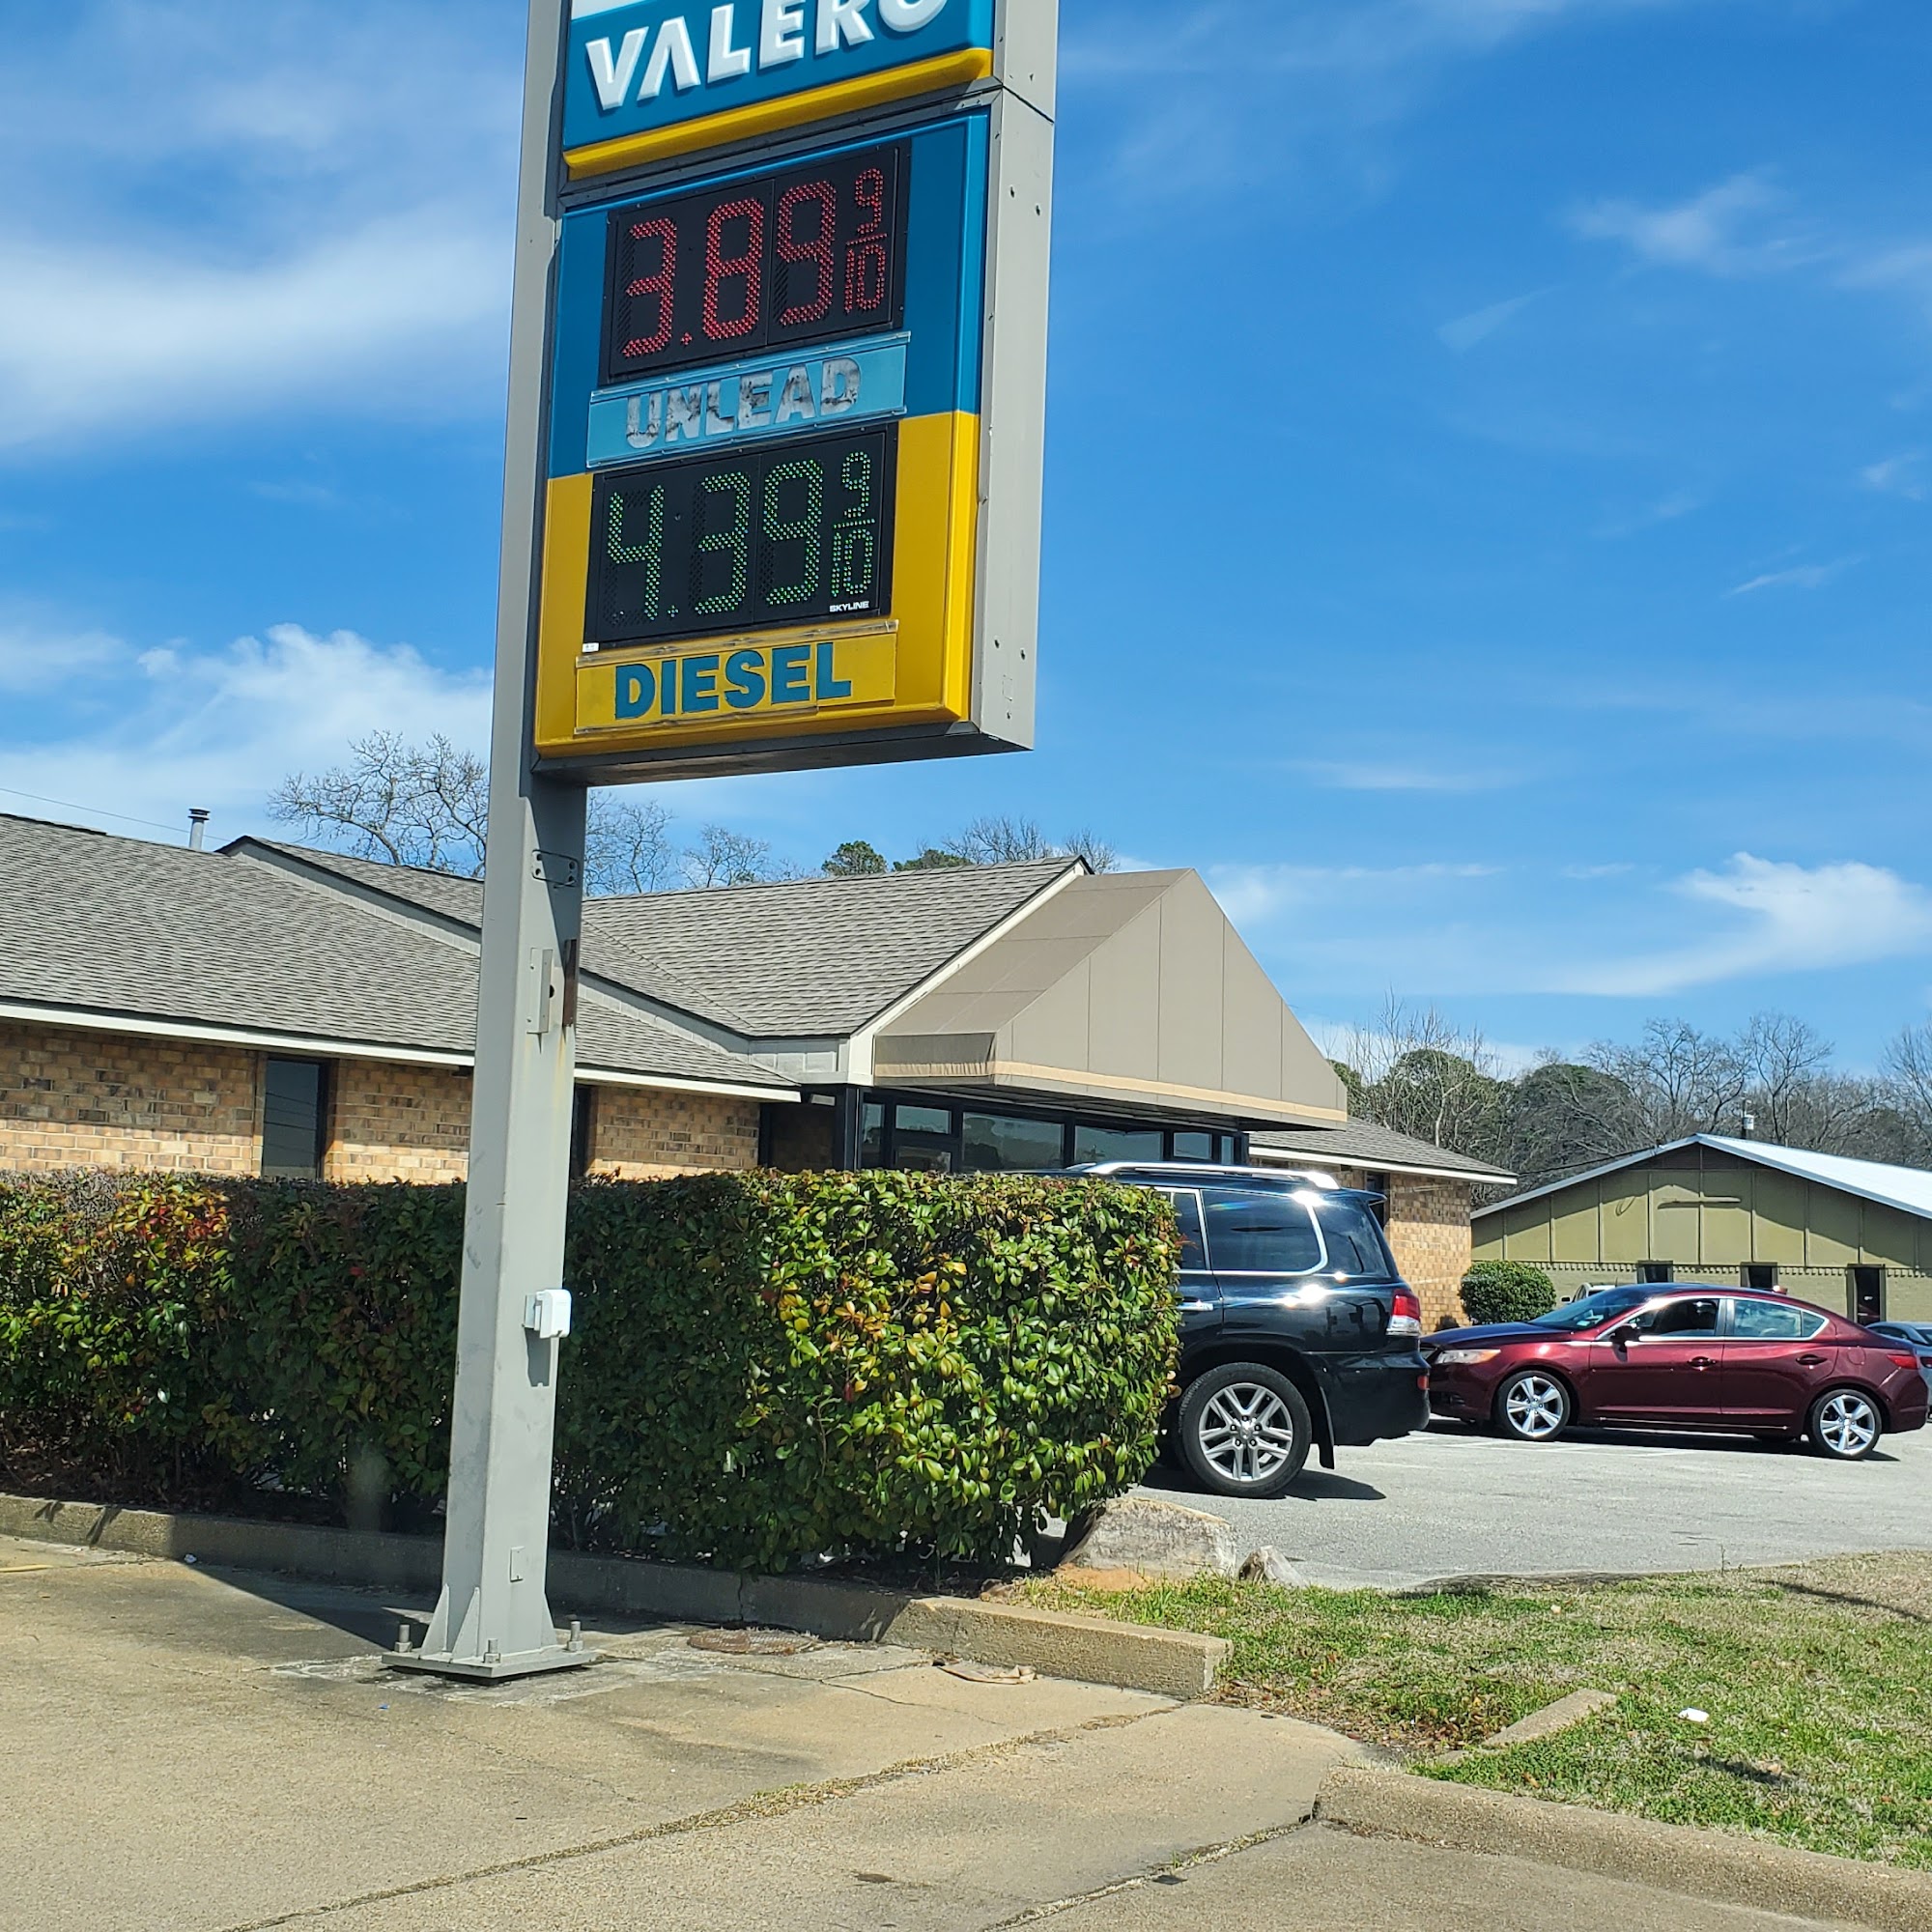 VALERO
3.89 9/10
UNLEAD
4.39 9/10
SKYLINE
DIESEL